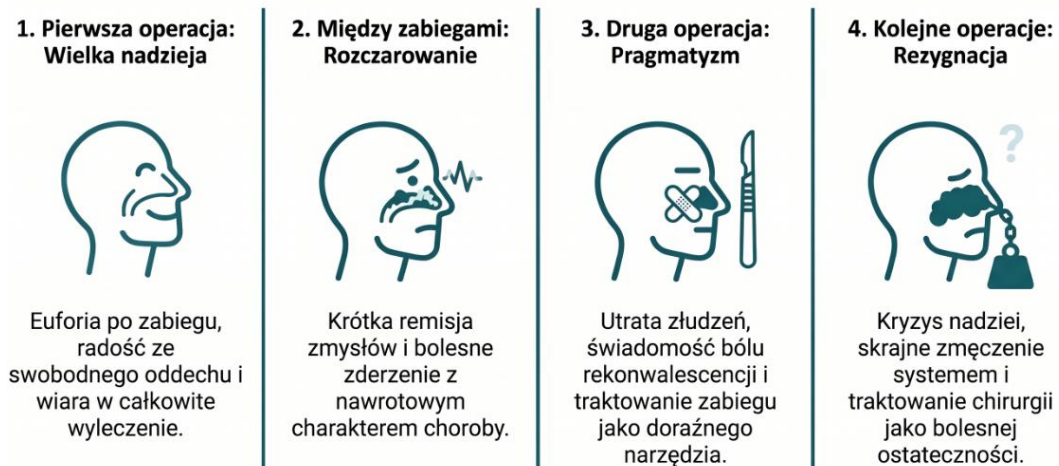 1. Pierwsza operacja:
Wielka nadzieja
Euforia po zabiegu,
radość ze
swobodnego oddechu i
wiara w całkowite
wyleczenie.
2. Między zabiegami:
Rozczarowanie
Krótka remisja
zmysłów i bolesne
zderzenie z
nawrotowym
charakterem choroby.
3. Druga operacja:
Pragmatyzm
Utrata złudzeń,
świadomość bólu
rekonwalescencji i
traktowanie zabiegu
jako doraźnego
narzędzia.
4. Kolejne operacje:
Rezygnacja
?
Kryzys nadziei,
skrajne zmęczenie
systemem i
traktowanie chirurgii
jako bolesnej
ostateczności.